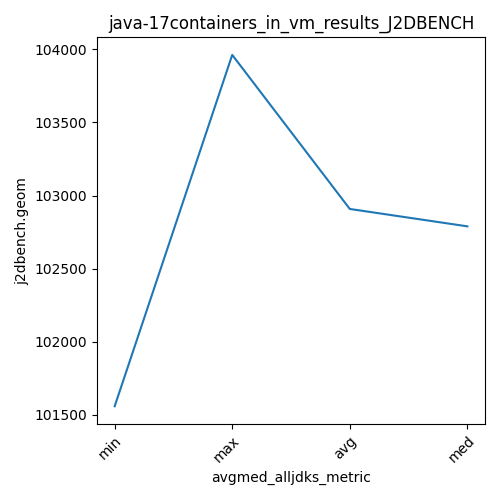 java-17containers_in_vm_results_J2DBENCH
104000
103500
103000
102500
102000
101500
j2dbench.geom
min
max
avg
med
avgmed_alljdks_metric